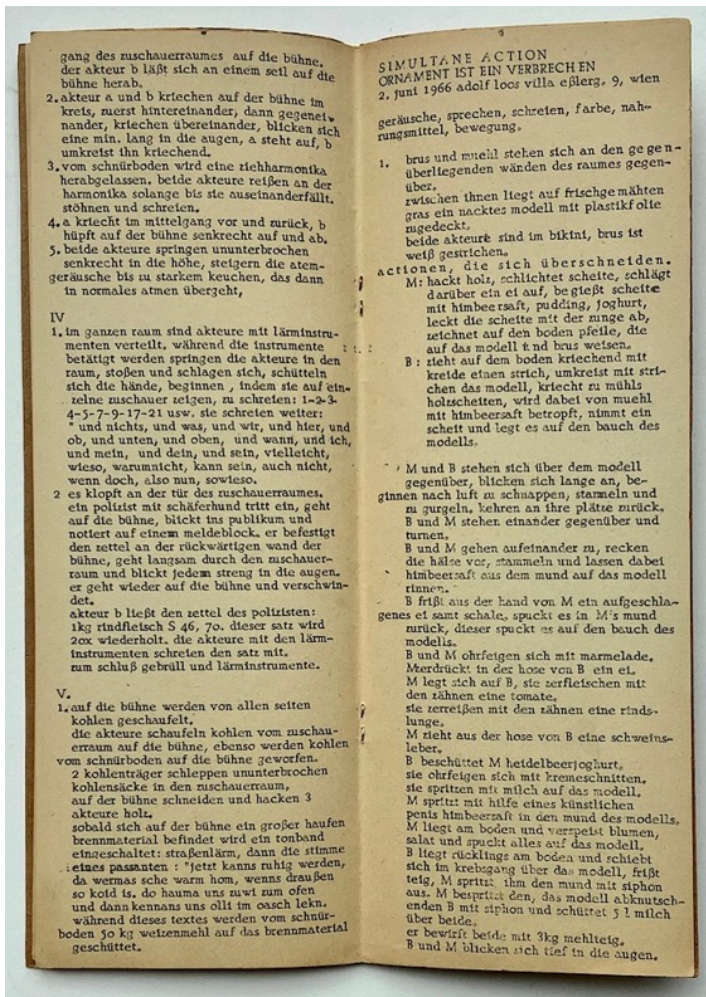 gang des zuschauerraumes auf die bühne.
der akteur b läßt sich an einem seil auf die
bühne herab.
2. akteur a und b kriechen auf der bühne im
kreis, zuerst hintereinander, dann gegenei-
nander, kriechen übereinander, blicken sich
eine min. lang in die augen, a steht auf, b
umkreist ihn kriechend.
3. vom schnürboden wird eine ziehharmonika
herabgelassen. beide akteure reißen an der
harmonika solange bis sie auseinanderfällt.
stöhnen und schreien.
4. a kriecht im mittelgang vor und zurück, b
hüpft auf der bühne senkrecht auf und ab.
5. beide akteure springen ununterbrochen
senkrecht in die höhe, steigern die atem-
geräusche bis zu starkem keuchen, das dann
in normales atmen übergeht,
IV
1. im ganzen raum sind akteure mit lärminstru-
menten verteilt. während die instrumente
betätigt werden springen die akteure in den
raum, stoßen und schlagen sich, schütteln
sich die hände, beginnen , indem sie auf ein-
zelne zuschauer zeigen, zu schreien: 1-2-3-
4-5-7-9-17-21 usw. sie schreien weiter:
" und nichts, und was, und wir, und hier, und
ob, und unten, und oben, und wann, und ich,
und mein, und dein, und sein, vielleicht,
wieso, warumnicht, kann sein, auch nicht,
wenn doch, also nun, sowieso.
2 es klopft an der tür des zuschauerraumes.
ein polizist mit schäferhund tritt ein, geht
auf die bühne, blickt ins publikum und
notiert auf einem meldeblock. er befestigt
den zettel an der rückwärtigen wand der
bühne, geht langsam durch den zuschauer-
raum und blickt jedem streng in die augen.
er geht wieder auf die bühne und verschwin-
det.
akteur b ließt den zettel des polizisten:
1kg rindfleisch S 46, 70. dieser satz wird
20x wiederholt. die akteure mit den lärm-
instrumenten schreien den satz mit.
zum schluß gebrüll und lärminstrumente.
V.
1. auf die bühne werden von allen seiten
kohlen geschaufelt.
die akteure schaufeln kohlen vom zuschau-
erraum auf die bühne, ebenso werden kohlen
vom schnürboden auf die bühne geworfen.
2 kohlenträger schleppen ununterbrochen
kohlensäcke in den zuschauerraum,
auf der bühne schneiden und hacken 3
akteure holz.
sobald sich auf der bühne ein großer haufen
brennmaterial befindet wird ein tonband
eingeschaltet: straßenlärm, dann die stimme
eines passanten : "jetzt kanns ruhig werden,
da wermas sche warm hom, wenns draußen
so koid is. do hauma uns zuwi zum ofen
und dann kennans uns olli im oasch lekn.
während dieses textes werden vom schnür-
boden 50 kg weizenmehl auf das brennmaterial
geschüttet.
SIMULTANE ACTION
ORNAMENT IST EIN VERBRECHEN
2. juni 1966 adolf loos villa eßlerg. 9, wien
geräusche, sprechen, schreien, farbe, nah-
rungsmittel, bewegung.
1. brus und muehl stehen sich an den gegen-
überliegenden wänden des raumes gegen-
über.
zwischen ihnen liegt auf frischgemähten
gras ein nacktes modell mit plastikfolie
zugedeckt.
beide akteure sind im bikini, brus ist
weiß gestrichen.
actionen, die sich überschneiden.
M: hackt holz, schlichtet scheite, schlägt
darüber ein ei auf, begießt scheite
mit himbeersaft, pudding, joghurt,
leckt die scheite mit der zunge ab,
zeichnet auf den boden pfeile, die
auf das modell und brus weisen.
B : zieht auf dem boden kriechend mit
kreide einen strich, umkreist mit stri-
chen das modell, kriecht zu mühls
holzscheiten, wird dabei von muehl
mit himbeersaft betropft, nimmt ein
scheit und legt es auf den bauch des
modells.
M und B stehen sich über dem modell
gegenüber, blicken sich lange an, be-
ginnen nach luft zu schnappen, stammeln und
zu gurgeln. kehren an ihre plätze zurück.
B und M stehen einander gegenüber und
turnen.
B und M gehen aufeinander zu, recken
die hälse vor, stammeln und lassen dabei
himbeersaft aus dem mund auf das modell
rinnen.
B frißt aus der hand von M ein aufgeschla-
genes ei samt schale, spuckt es in M's mund
zurück, dieser spuckt es auf den bauch des
modells.
B und M ohrfeigen sich mit marmelade.
M zerdrückt in der hose von B ein ei.
M legt sich auf B, sie zerfleischen mit
den zähnen eine tomate.
sie zerreißen mit den zähnen eine rinds-
lunge.
M zieht aus der hose von B eine schweins-
leber.
B beschüttet M heidelbeerjoghurt.
sie ohrfeigen sich mit kremeschnitten.
sie spritzen mit milch auf das modell.
M spritzt mit hilfe eines künstlichen
penis himbeersaft in den mund des modells.
M liegt am boden und verspeist blumen,
salat und spuckt alles auf das modell.
B liegt rücklings am boden und schiebt
sich im krebsgang über das modell, frißt
teig, M spritzt ihm den mund mit siphon
aus. M bespritzt den, das modell abknutsch-
enden B mit siphon und schüttet 5 l milch
über beide.
er bewirft beide mit 3kg mehlteig.
B und M blicken sich tief in die augen.